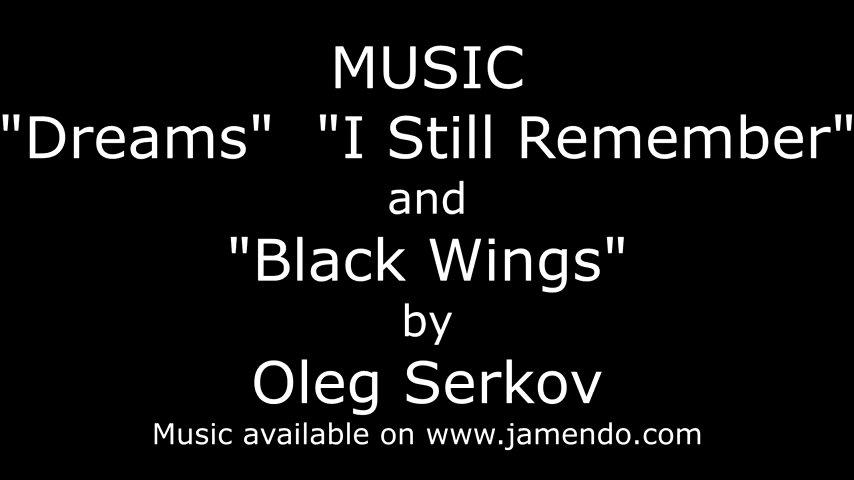 MUSIC
"Dreams" "I Still Remember"
and
"Black Wings"
by
Oleg Serkov
Music available on www.jamendo.com